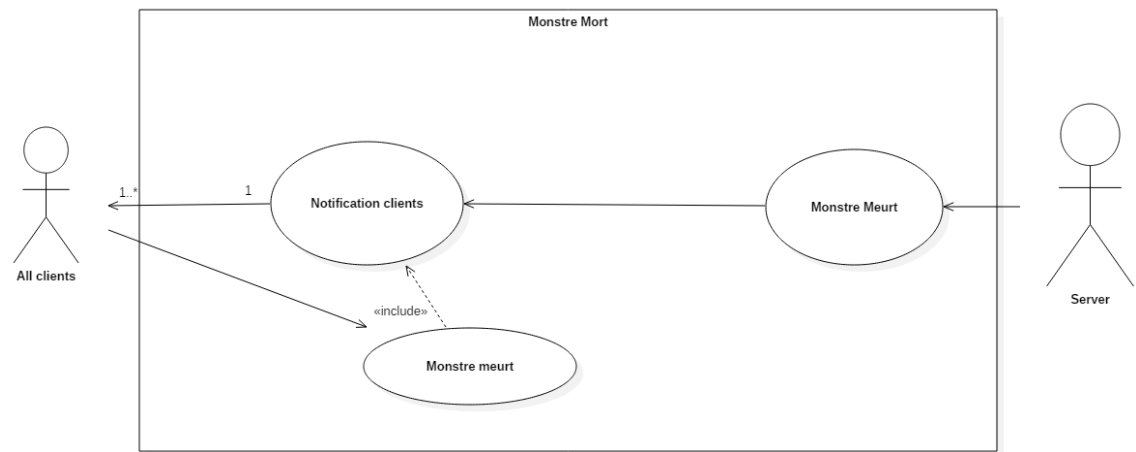 Monstre Mort
1..*
1
Notification clients
Monstre Meurt
All clients
Server
«include»
Monstre meurt